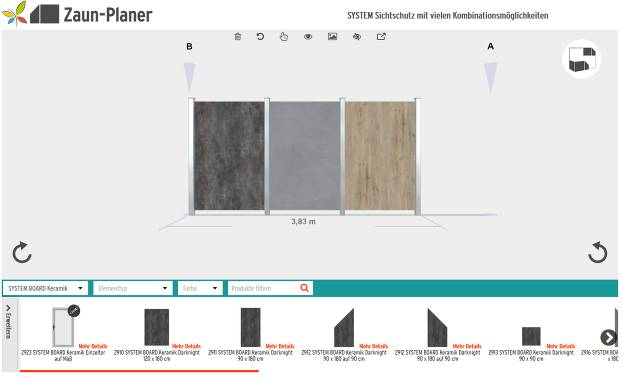 Zaun-Planer
SYSTEM Sichtschutz mit vielen Kombinationsmöglichkeiten
B
A
3,83 m
SYSTEM BOARD Keramik
Elementtyp
Farbe
Produkte filtern
Erweitern
Mehr Details
2923 SYSTEM BOARD Keramik Einzeltor
auf Maß
Mehr Details
2910 SYSTEM BOARD Keramik Darknight
120 x 180 cm
Mehr Details
2911 SYSTEM BOARD Keramik Darknight
90 x 180 cm
Mehr Details
2912 SYSTEM BOARD Keramik Darknight
90 x 180 auf 90 cm
Mehr Details
2912 SYSTEM BOARD Keramik Darknight
90 x 180 auf 90 cm
Mehr Details
2913 SYSTEM BOARD Keramik Darknight
90 x 90 cm
2916 SYSTEM BOA